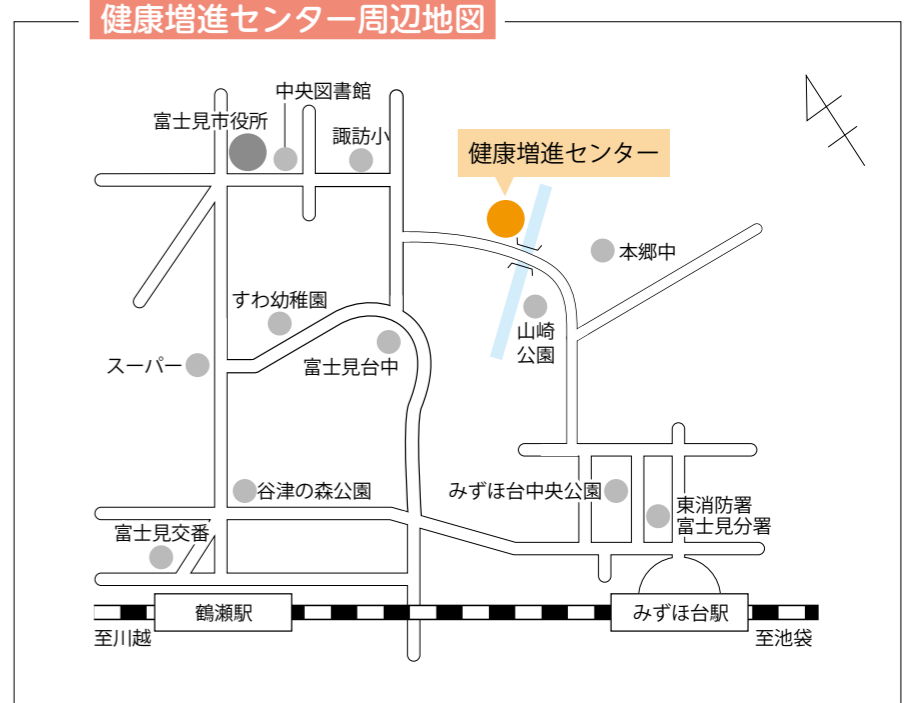 健康増進センター周辺地図
中央図書館
富士見市役所
諏訪小
健康増進センター
本郷中
すわ幼稚園
山崎
公園
スーパー
富士見台中
谷津の森公園
みずほ台中央公園
東消防署
富士見分署
富士見交番
鶴瀬駅
みずほ台駅
至川越
至池袋